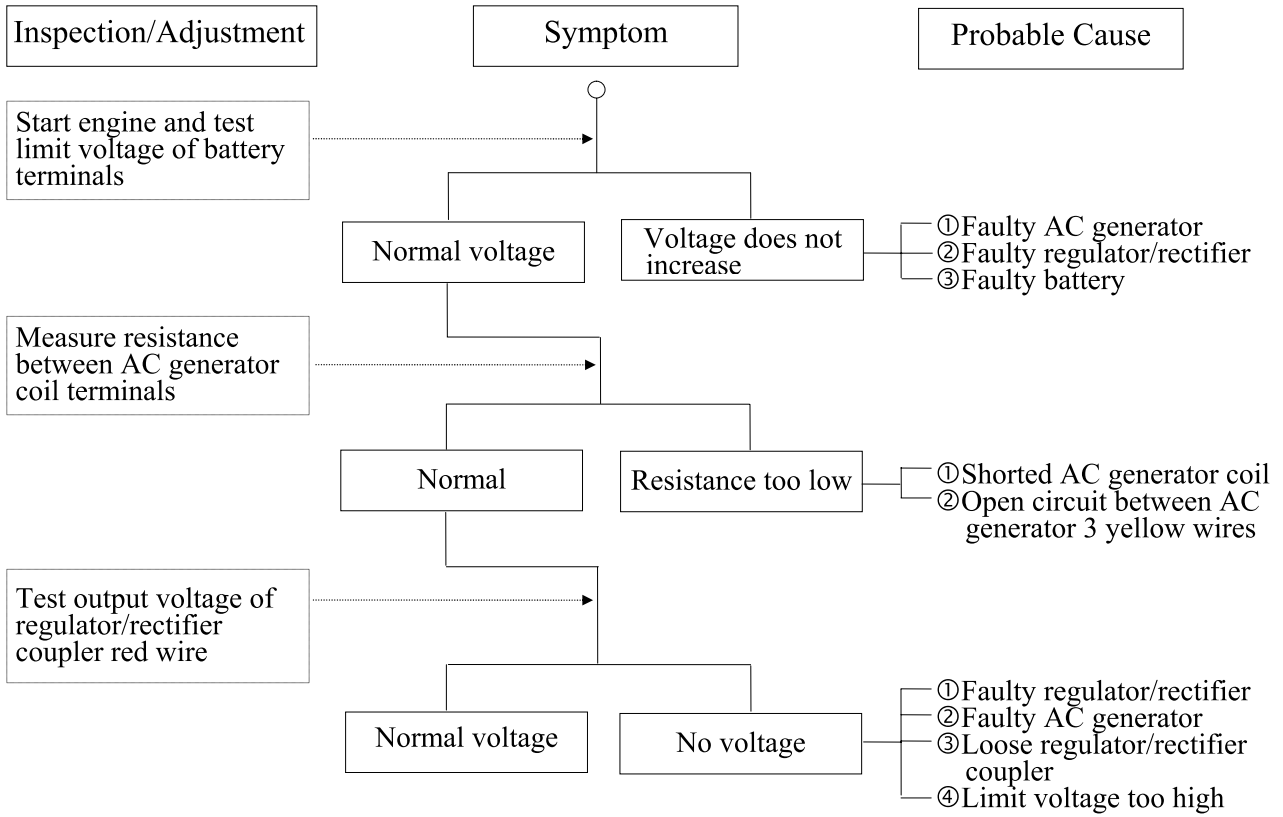 Inspection/Adjustment
Symptom
Probable Cause
Start engine and test
limit voltage of battery
terminals
Normal voltage
Voltage does not
increase
①Faulty AC generator
②Faulty regulator/rectifier
③Faulty battery
Measure resistance
between AC generator
coil terminals
Normal
Resistance too low
①Shorted AC generator coil
②Open circuit between AC
generator 3 yellow wires
Test output voltage of
regulator/rectifier
coupler red wire
Normal voltage
No voltage
①Faulty regulator/rectifier
②Faulty AC generator
③Loose regulator/rectifier
coupler
④Limit voltage too high